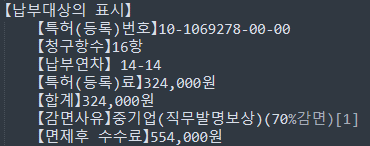 【납부대상의 표시】
【특허(등록)번호】10-1069278-00-00
【청구항수】16항
【납부연차】 14-14
【특허(등록)료】324,000원
【합계】324,000원
【감면사유】중기업(직무발명보상)(70%감면)[1]
【면제후 수수료】554,000원